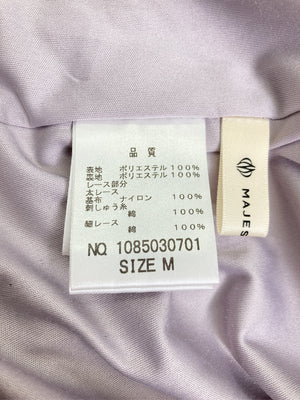 品質
表地 ポリエステル 100%
裏地 ポリエステル 100%
レース部分
太レース
基布 ナイロン 100%
刺しゅう糸
綿 100%
細レース
綿 100%
NO. 1085030701
SIZE M
MAJES